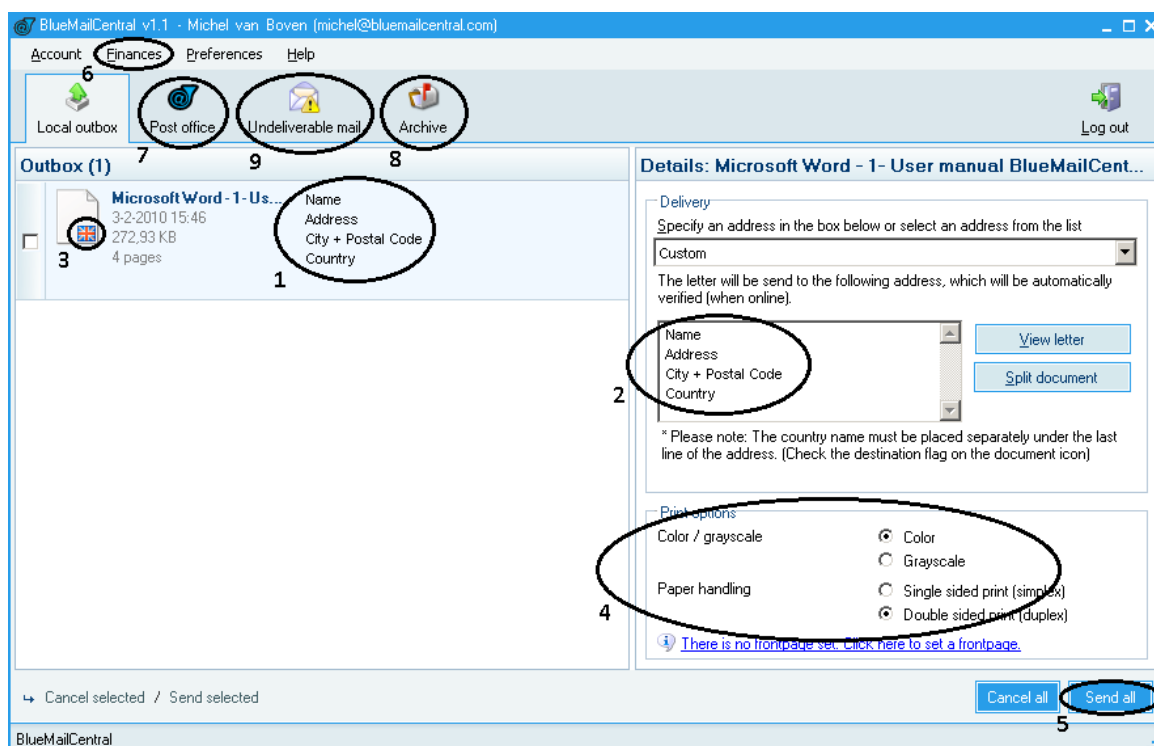 BlueMailCentral v1.1 - Michel van Boven (michel@bluemailcentral.com)
Account Finances Preferences Help
6
Local outbox Post office Undeliverable mail Archive Log out
7 9 8
Outbox (1)
Microsoft Word - 1- Us...
3-2-2010 15:46
272,93 KB
4 pages
3
Name
Address
City + Postal Code
Country
1
Details: Microsoft Word - 1- User manual BlueMailCent...
Delivery
Specify an address in the box below or select an address from the list
Custom
The letter will be send to the following address, which will be automatically
verified (when online).
Name
Address
City + Postal Code
Country
2
View letter
Split document
* Please note: The country name must be placed separately under the last
line of the address. (Check the destination flag on the document icon)
Print options
Color / grayscale
Color
Grayscale
Paper handling
Single sided print (simplex)
Double sided print (duplex)
4
There is no frontpage set. Click here to set a frontpage.
Cancel selected / Send selected
Cancel all Send all
5
BlueMailCentral